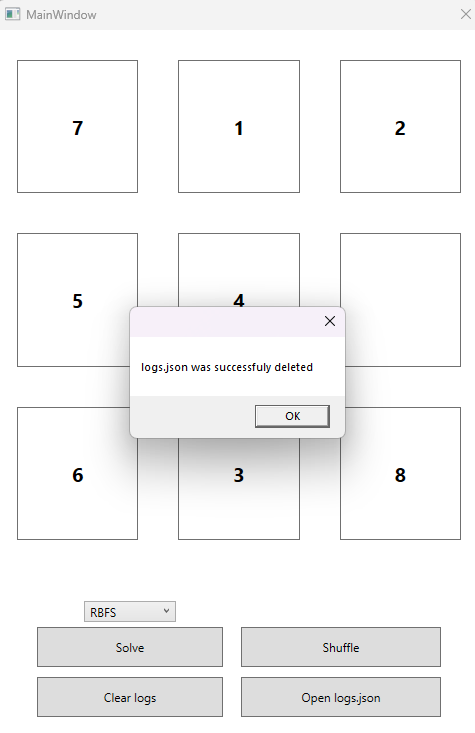 MainWindow
7 1 2
5 4
logs.json was successfuly deleted
OK
6 3 8
RBFS
Solve Shuffle
Clear logs Open logs.json